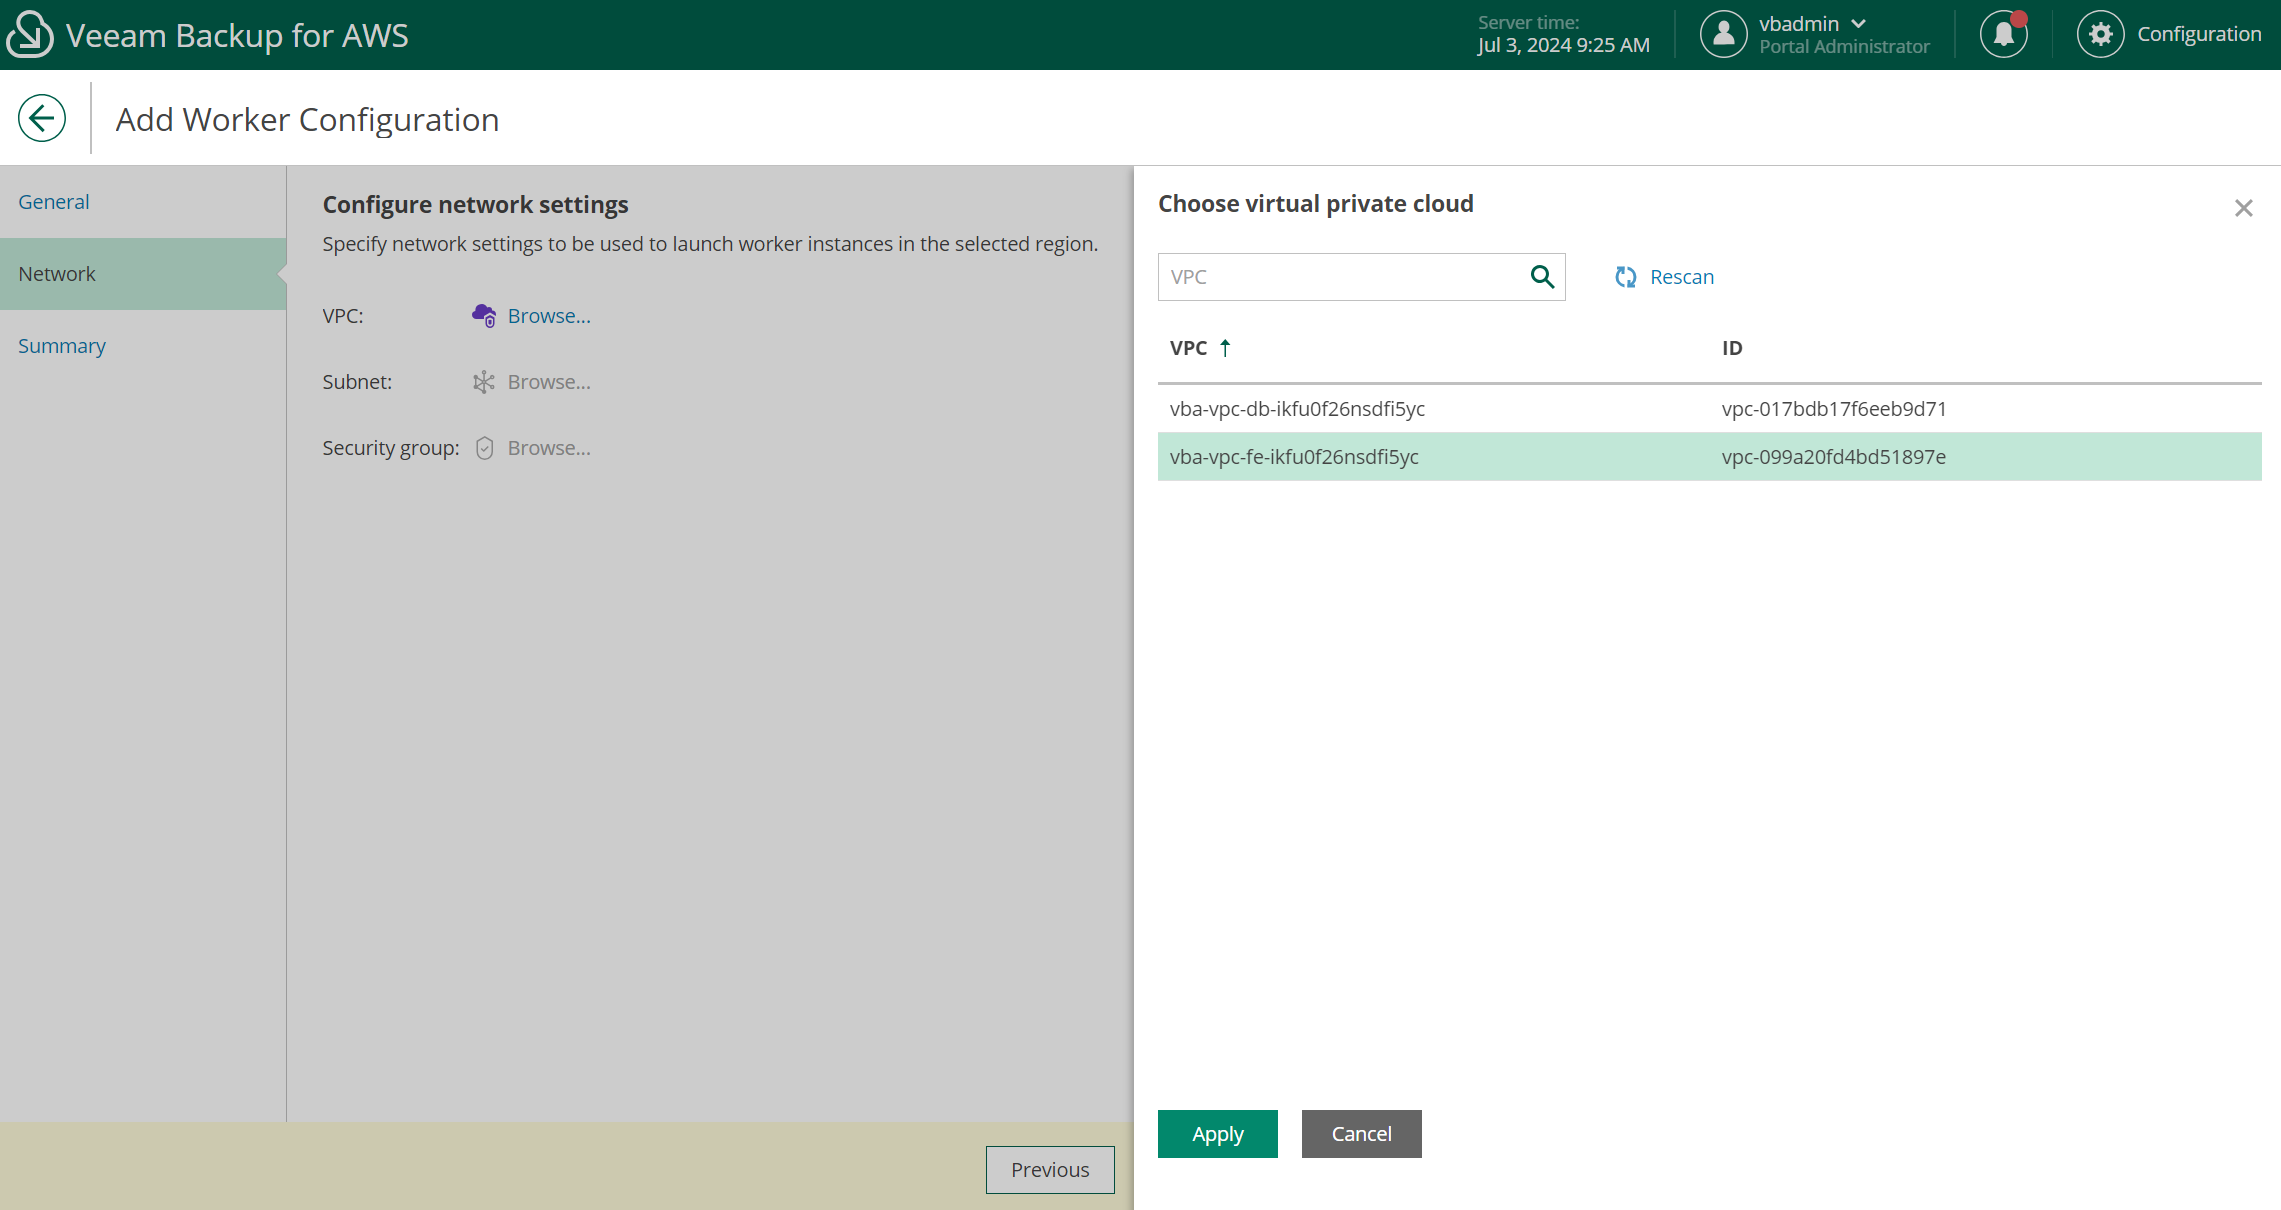 Veeam Backup for AWS
Server time:
Jul 3, 2024 9:25 AM
vbadmin
Portal Administrator
Configuration
Add Worker Configuration
General
Network
Summary
Configure network settings
Specify network settings to be used to launch worker instances in the selected region.
VPC: Browse...
Subnet: Browse...
Security group: Browse...
Previous
Choose virtual private cloud
VPC
Rescan
VPC ID
vba-vpc-db-ikfu0f26nsdfi5yc vpc-017bdb17f6eeb9d71
vba-vpc-fe-ikfu0f26nsdfi5yc vpc-099a20fd4bd51897e
Apply Cancel